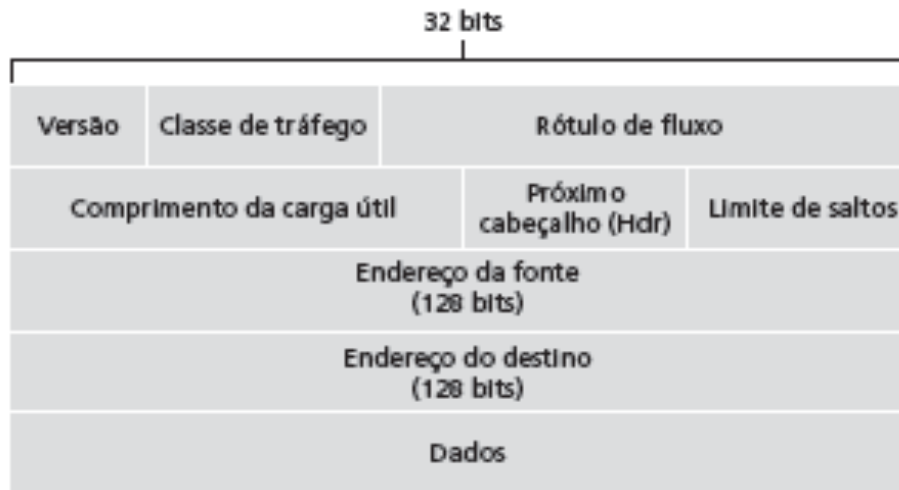 32 bits
Versão
Classe de tráfego
Rótulo de fluxo
Comprimento da carga útil
Próximo
cabeçalho (Hdr)
Limite de saltos
Endereço da fonte
(128 bits)
Endereço do destino
(128 bits)
Dados